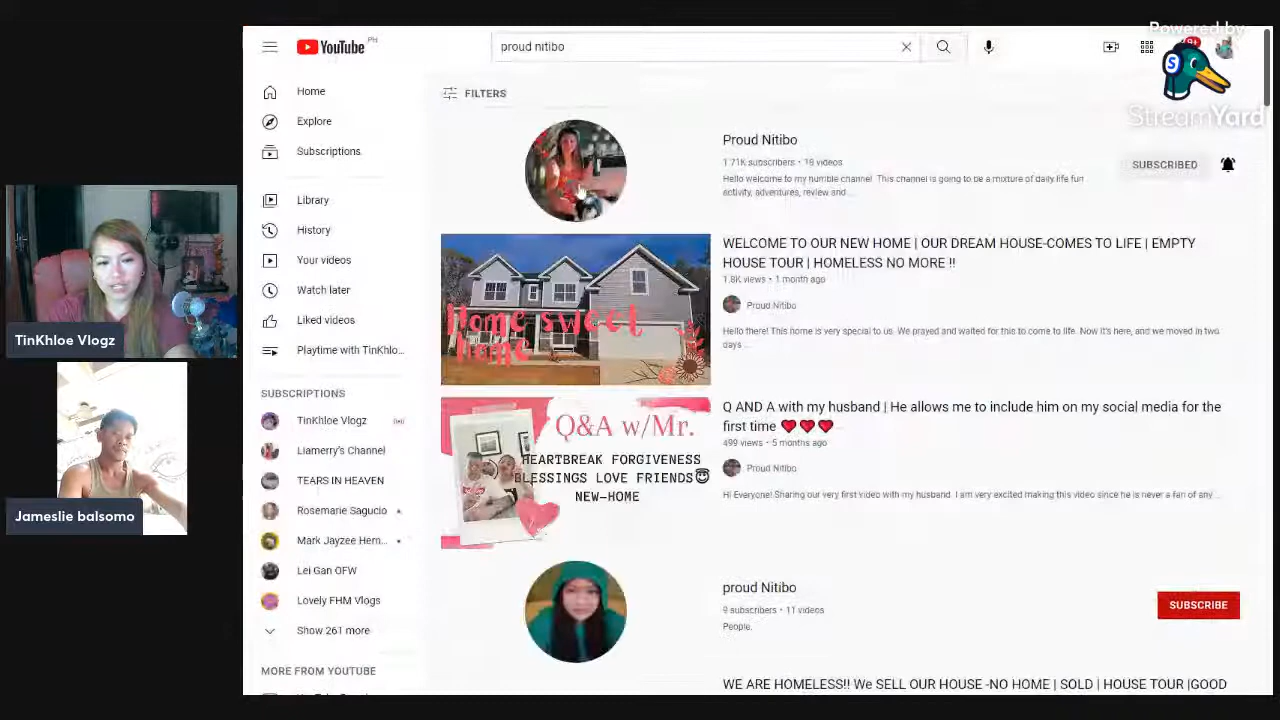 Powered by
StreamYard
YouTube PH
proud nitibo
9+
Home
Explore
Subscriptions
Library
History
Your videos
Watch later
Liked videos
Playtime with TinKhlo...
SUBSCRIPTIONS
TinKhloe Vlogz
Liamerry's Channel
TEARS IN HEAVEN
Rosemarie Sagucio
Mark Jayzee Hern...
Lei Gan OFW
Lovely FHM Vlogs
Show 261 more
MORE FROM YOUTUBE
FILTERS
Proud Nitibo
1.71K subscribers • 19 videos
Hello welcome to my humble channel. This channel is going to be a mixture of daily life fun
activity, adventures, review and ...
SUBSCRIBED
Home sweet
home
WELCOME TO OUR NEW HOME | OUR DREAM HOUSE-COMES TO LIFE | EMPTY
HOUSE TOUR | HOMELESS NO MORE !!
1.8K views • 1 month ago
Proud Nitibo
Hello there! This home is very special to us. We prayed and waited for this to come to life. Now it's here, and we moved in two
days ...
Q&A w/Mr.
HEARTBREAK FORGIVENESS
BLESSINGS LOVE FRIENDS😇
NEW-HOME
Q AND A with my husband | He allows me to include him on my social media for the
first time ❤❤❤
499 views • 5 months ago
Proud Nitibo
Hi Everyone! Sharing our very first video with my husband. I am very excited making this video since he is never a fan of any ...
proud Nitibo
9 subscribers • 11 videos
People.
SUBSCRIBE
WE ARE HOMELESS!! We SELL OUR HOUSE -NO HOME | SOLD | HOUSE TOUR |GOOD
TinKhloe Vlogz
Jameslie balsomo